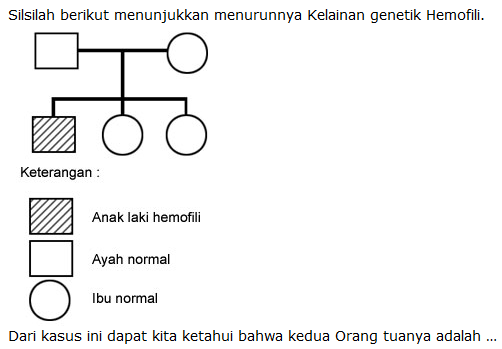 Silsilah berikut menunjukkan menurunnya Kelainan genetik Hemofili.
Keterangan :
Anak laki hemofili
Ayah normal
Ibu normal
Dari kasus ini dapat kita ketahui bahwa kedua Orang tuanya adalah ...